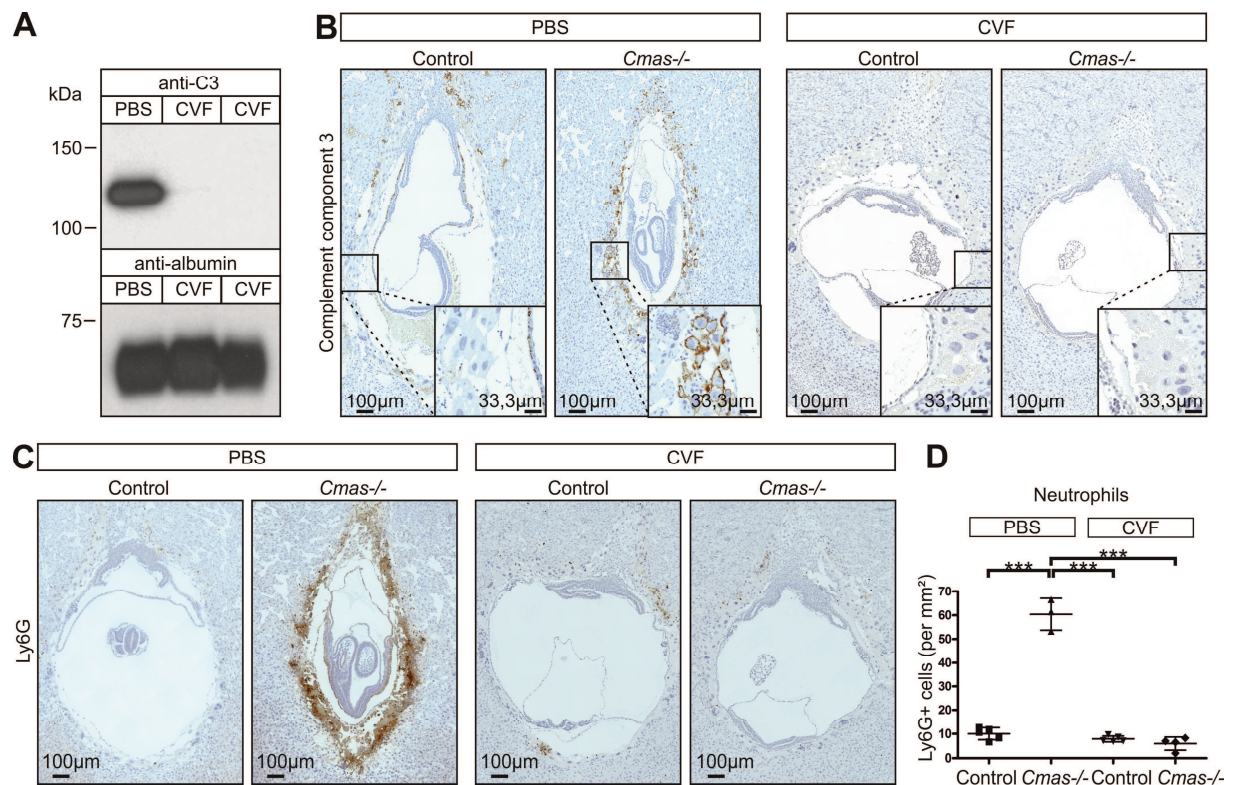 A
anti-C3
kDa
PBS CVF CVF
150
100
anti-albumin
PBS CVF CVF
75
B
PBS CVF
Control Cmas-/- Control Cmas-/-
Complement component 3
100µm 33,3µm 100µm 33,3µm 100µm 33,3µm 100µm 33,3µm
C
PBS CVF
Control Cmas-/- Control Cmas-/-
Ly6G
100µm 100µm 100µm 100µm
D
Neutrophils
PBS CVF
***
*** ***
Ly6G+ cells (per mm²)
70
60
50
40
30
20
10
0
Control Cmas-/- Control Cmas-/-